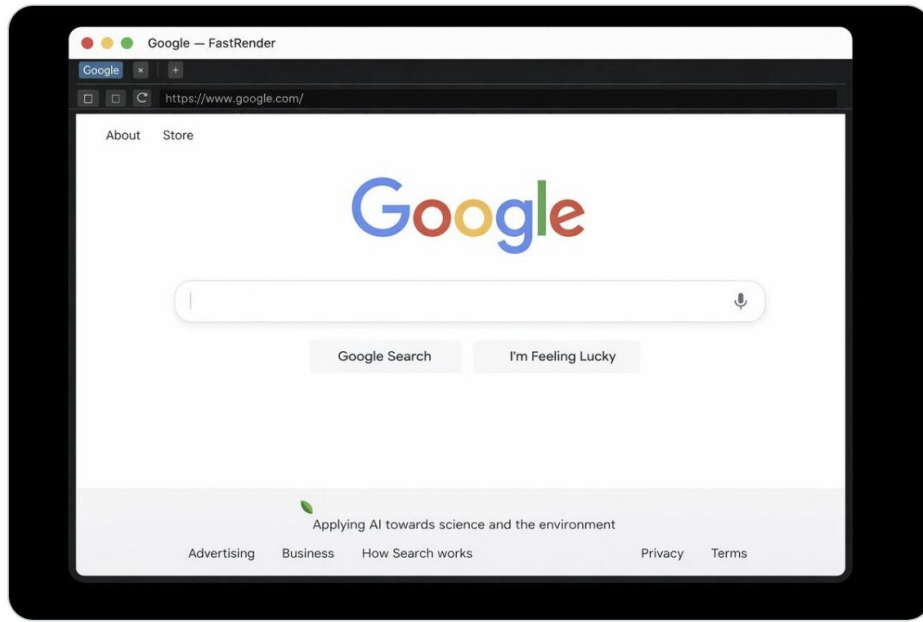 Google — FastRender
Google × +
https://www.google.com/
About Store
Google
Google Search I'm Feeling Lucky
Applying AI towards science and the environment
Advertising Business How Search works Privacy Terms